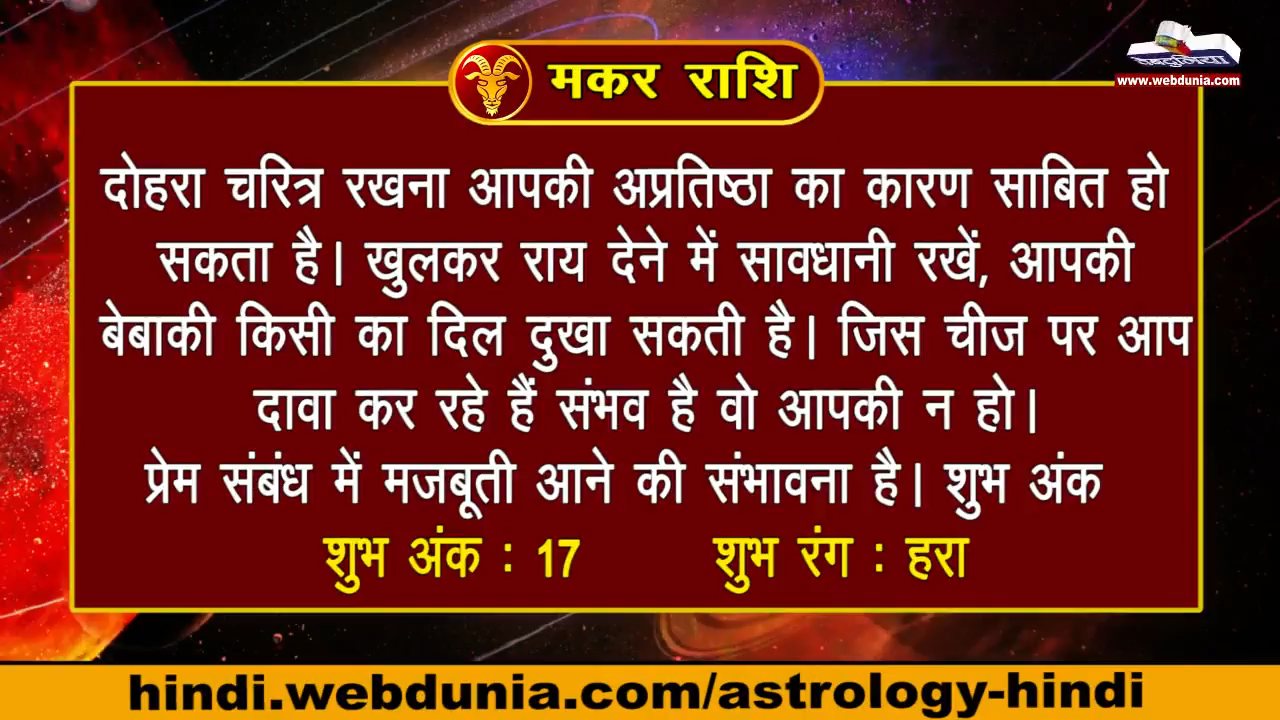 मकर राशि
वेबदुनिया
www.webdunia.com
दोहरा चरित्र रखना आपकी अप्रतिष्ठा का कारण साबित हो
सकता है। खुलकर राय देने में सावधानी रखें, आपकी
बेबाकी किसी का दिल दुखा सकती है। जिस चीज पर आप
दावा कर रहे हैं संभव है वो आपकी न हो।
प्रेम संबंध में मजबूती आने की संभावना है। शुभ अंक
शुभ अंक : 17 शुभ रंग : हरा
hindi.webdunia.com/astrology-hindi